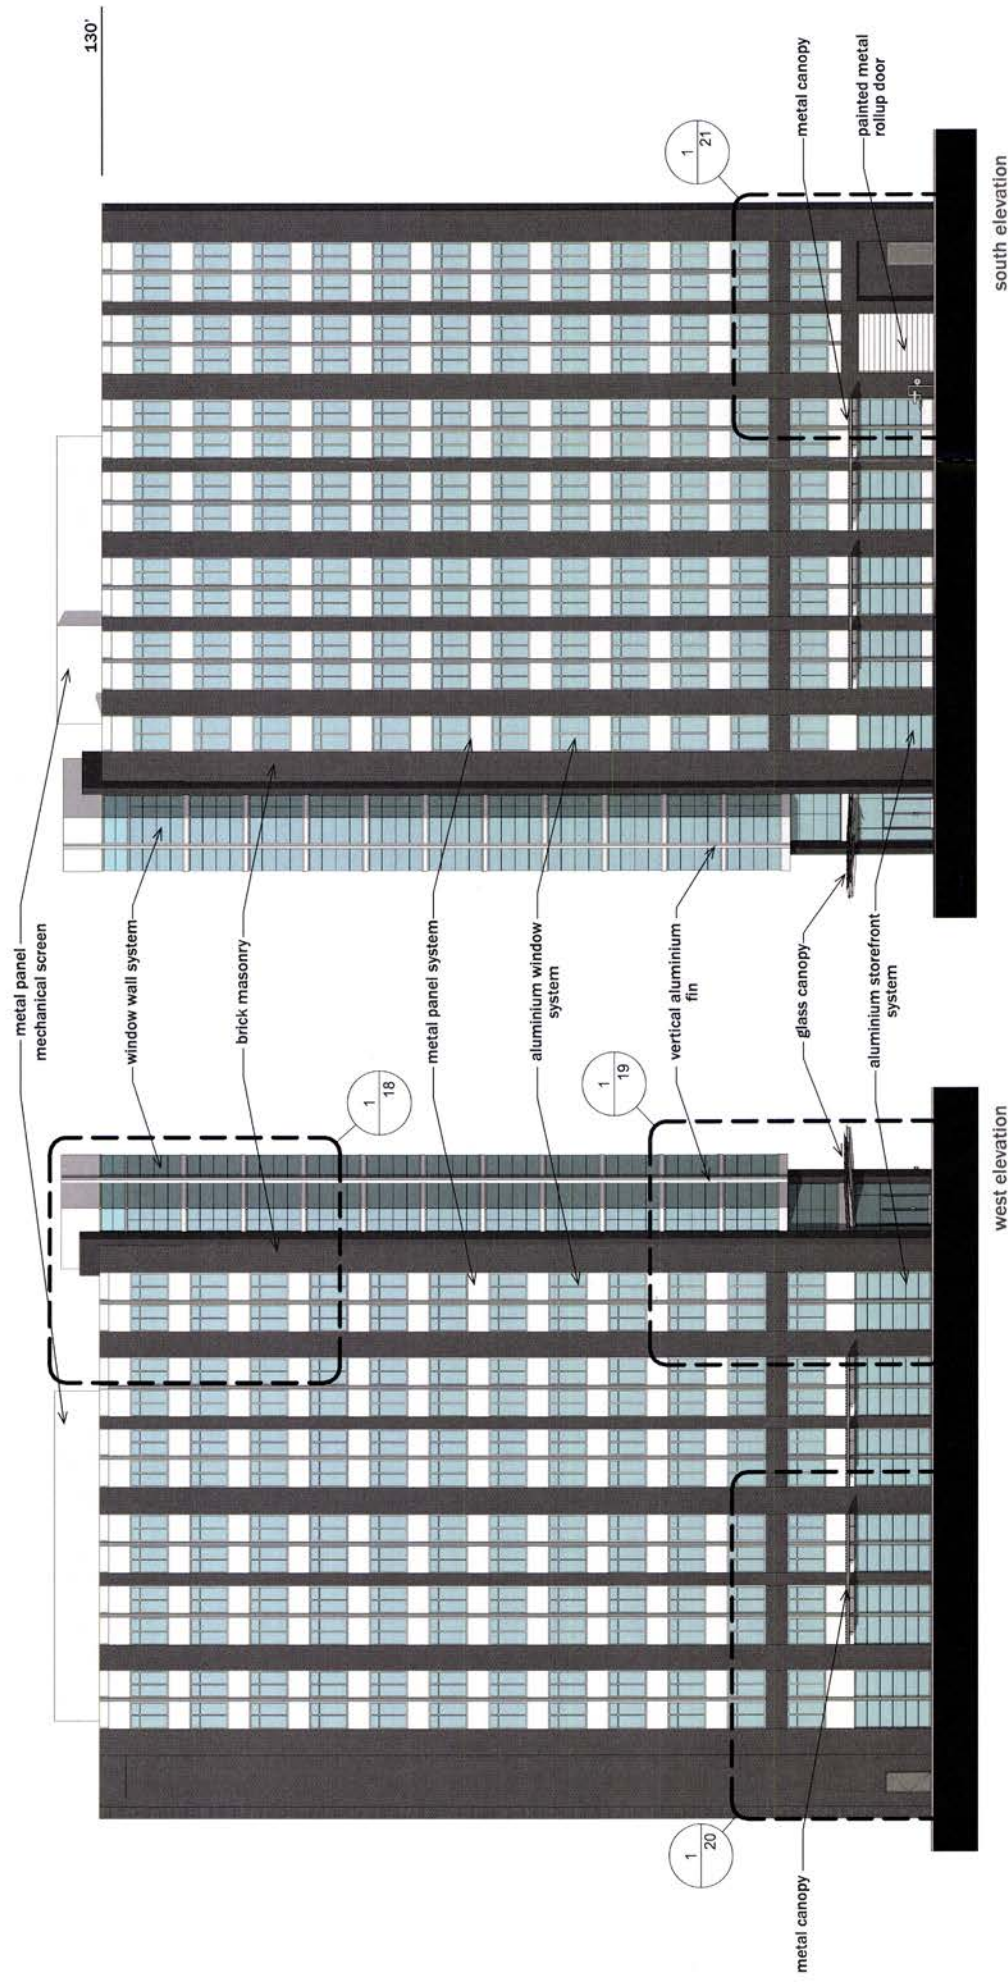 130'
metal panel
mechanical screen
window wall system
brick masonry
metal panel system
aluminium window
system
vertical aluminium
fin
glass canopy
aluminium storefront
system
metal canopy
painted metal
rollup door
metal canopy
1
18
1
19
1
20
1
21
west elevation
south elevation